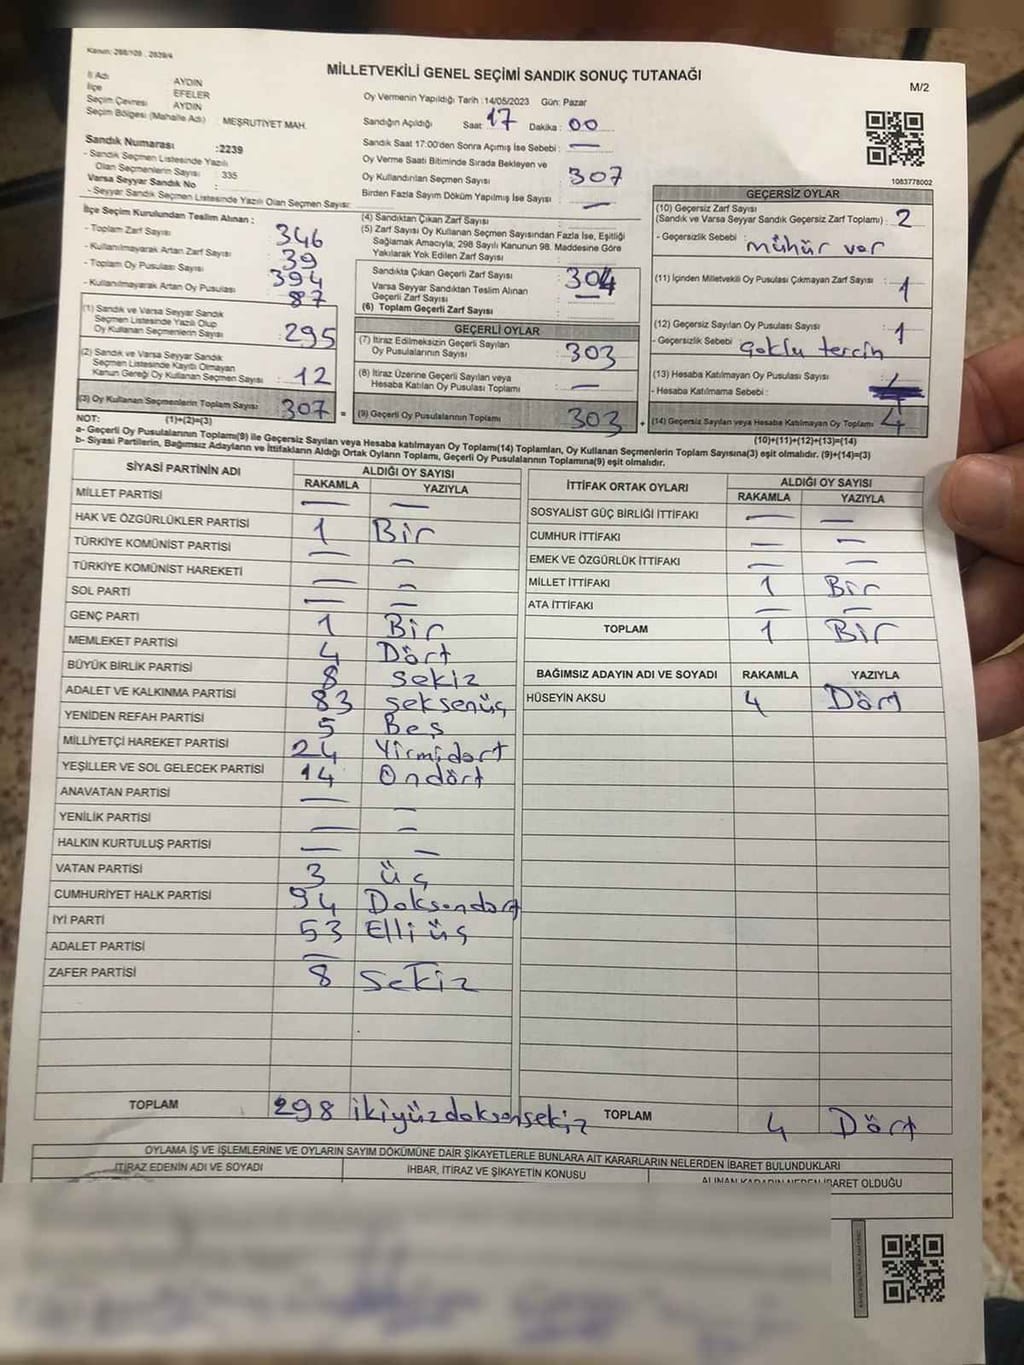 Kanun: 298/109 , 2839/4
MİLLETVEKİLİ GENEL SEÇİMİ SANDIK SONUÇ TUTANAĞI
M/2
İl Adı AYDIN
İlçe EFELER
Seçim Çevresi AYDIN
Seçim Bölgesi (Mahalle Adı) MEŞRUTİYET MAH.
Sandık Numarası :2239
- Sandık Seçmen Listesinde Yazılı
Olan Seçmenlerin Sayısı : 335
Varsa Seyyar Sandık No :
- Seyyar Sandık Seçmen Listesinde Yazılı Olan Seçmen Sayısı:
Oy Vermenin Yapıldığı Tarih :14/05/2023 Gün: Pazar
Sandığın Açıldığı Saat 17 Dakika : 00
Sandık Saat 17:00'den Sonra Açılmış İse Sebebi : —
Oy Verme Saati Bitiminde Sırada Bekleyen ve
Oy Kullandırılan Seçmen Sayısı : 307
Birden Fazla Sayım Döküm Yapılmış İse Sayısı : —
1083778002
İlçe Seçim Kurulundan Teslim Alınan :
- Toplam Zarf Sayısı : 346
- Kullanılmayarak Artan Zarf Sayısı : 39
- Toplam Oy Pusulası Sayısı : 394
- Kullanılmayarak Artan Oy Pusulası : 87
(1) Sandık ve Varsa Seyyar Sandık
Seçmen Listesinde Yazılı Olup
Oy Kullanan Seçmenlerin Sayısı : 295
(2) Sandık ve Varsa Seyyar Sandık
Seçmen Listesinde Kayıtlı Olmayan
Kanun Gereği Oy Kullanan Seçmen Sayısı : 12
(3) Oy Kullanan Seçmenlerin Toplam Sayısı: 307 =
(1)+(2)=(3)
(4) Sandıktan Çıkan Zarf Sayısı :
(5) Zarf Sayısı Oy Kullanan Seçmen Sayısından Fazla İse, Eşitliği
Sağlamak Amacıyla, 298 Sayılı Kanunun 98. Maddesine Göre
Yakılarak Yok Edilen Zarf Sayısı :
Sandıkta Çıkan Geçerli Zarf Sayısı : 304
Varsa Seyyar Sandıktan Teslim Alınan
Geçerli Zarf Sayısı : —
(6) Toplam Geçerli Zarf Sayısı :
GEÇERLİ OYLAR
(7) İtiraz Edilmeksizin Geçerli Sayılan
Oy Pusulalarının Sayısı : 303
(8) İtiraz Üzerine Geçerli Sayılan veya
Hesaba Katılan Oy Pusulası Toplamı : —
(9) Geçerli Oy Pusulalarının Toplamı 303 +
GEÇERSİZ OYLAR
(10) Geçersiz Zarf Sayısı
(Sandık ve Varsa Seyyar Sandık Geçersiz Zarf Toplamı) : 2
- Geçersizlik Sebebi : mühür var
(11) İçinden Milletvekili Oy Pusulası Çıkmayan Zarf Sayısı : 1
(12) Geçersiz Sayılan Oy Pusulası Sayısı : 1
- Geçersizlik Sebebi Çoklu tercih
(13) Hesaba Katılmayan Oy Pusulası Sayısı :
- Hesaba Katılmama Sebebi :
(14) Geçersiz Sayılan veya Hesaba Katılmayan Oy Toplamı : 4
(10)+(11)+(12)+(13)=(14)
NOT:
a- Geçerli Oy Pusulalarının Toplamı(9) ile Geçersiz Sayılan veya Hesaba katılmayan Oy Toplamı(14) Toplamları, Oy Kullanan Seçmenlerin Toplam Sayısına(3) eşit olmalıdır. (9)+(14)=(3)
b- Siyasi Partilerin, Bağımsız Adayların ve İttifakların Aldığı Ortak Oyların Toplamı, Geçerli Oy Pusulalarının Toplamına(9) eşit olmalıdır.
SİYASİ PARTİNİN ADI ALDIĞI OY SAYISI
RAKAMLA YAZIYLA
MİLLET PARTİSİ — —
HAK VE ÖZGÜRLÜKLER PARTİSİ 1 Bir
TÜRKİYE KOMÜNİST PARTİSİ — —
TÜRKİYE KOMÜNİST HAREKETİ — —
SOL PARTİ — —
GENÇ PARTİ 1 Bir
MEMLEKET PARTİSİ 4 Dört
BÜYÜK BİRLİK PARTİSİ 8 sekiz
ADALET VE KALKINMA PARTİSİ 83 seksenüç
YENİDEN REFAH PARTİSİ 5 Beş
MİLLİYETÇİ HAREKET PARTİSİ 24 Yirmidört
YEŞİLLER VE SOL GELECEK PARTİSİ 14 Ondört
ANAVATAN PARTİSİ — —
YENİLİK PARTİSİ — —
HALKIN KURTULUŞ PARTİSİ — —
VATAN PARTİSİ 3 üç
CUMHURİYET HALK PARTİSİ 94 Doksandört
İYİ PARTİ 53 Elli üç
ADALET PARTİSİ —
ZAFER PARTİSİ 8 Sekiz
TOPLAM 298 ikiyüzdoksensekiz
İTTİFAK ORTAK OYLARI ALDIĞI OY SAYISI
RAKAMLA YAZIYLA
SOSYALİST GÜÇ BİRLİĞİ İTTİFAKI — —
CUMHUR İTTİFAKI — —
EMEK VE ÖZGÜRLÜK İTTİFAKI — —
MİLLET İTTİFAKI 1 Bir
ATA İTTİFAKI — —
TOPLAM 1 Bir
BAĞIMSIZ ADAYIN ADI VE SOYADI RAKAMLA YAZIYLA
HÜSEYİN AKSU 4 Dört
TOPLAM 4 Dört
OYLAMA İŞ VE İŞLEMLERİNE VE OYLARIN SAYIM DÖKÜMÜNE DAİR ŞİKAYETLERLE BUNLARA AİT KARARLARIN NELERDEN İBARET BULUNDUKLARI
İTİRAZ EDENİN ADI VE SOYADI İHBAR, İTİRAZ VE ŞİKAYETİN KONUSU ALINAN KARARIN NEDEN İBARET OLDUĞU